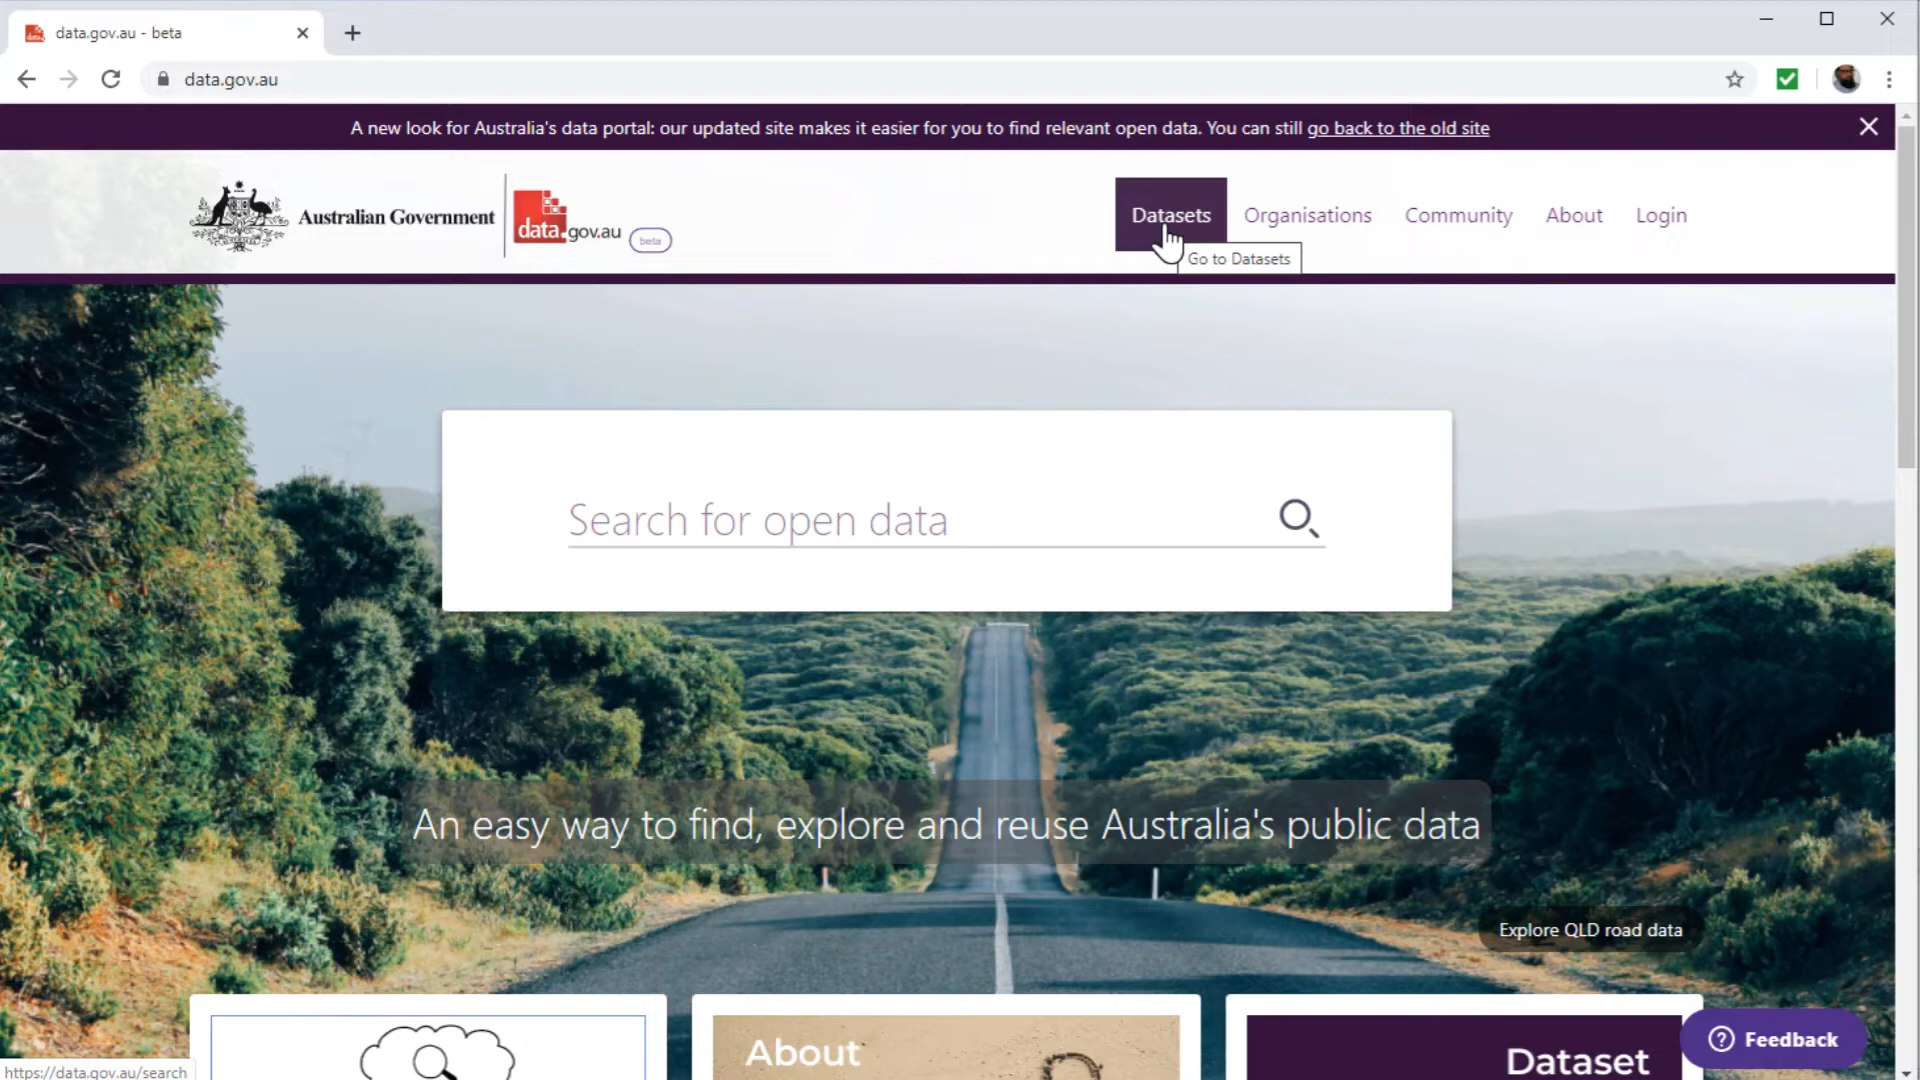 data.gov.au - beta
data.gov.au
A new look for Australia's data portal: our updated site makes it easier for you to find relevant open data. You can still go back to the old site
Australian Government
data.gov.au
beta
Datasets
Organisations
Community
About
Login
Go to Datasets
Search for open data
An easy way to find, explore and reuse Australia's public data
Explore QLD road data
About
Dataset
Feedback
https://data.gov.au/search